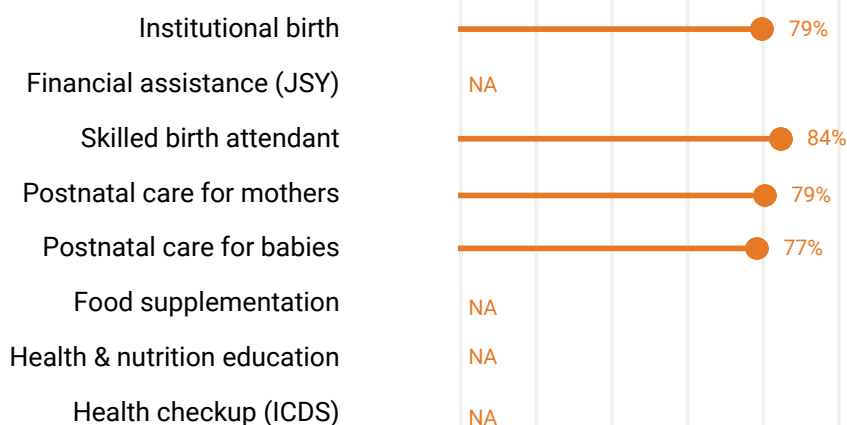 Institutional birth 79%
Financial assistance (JSY) NA
Skilled birth attendant 84%
Postnatal care for mothers 79%
Postnatal care for babies 77%
Food supplementation NA
Health & nutrition education NA
Health checkup (ICDS) NA